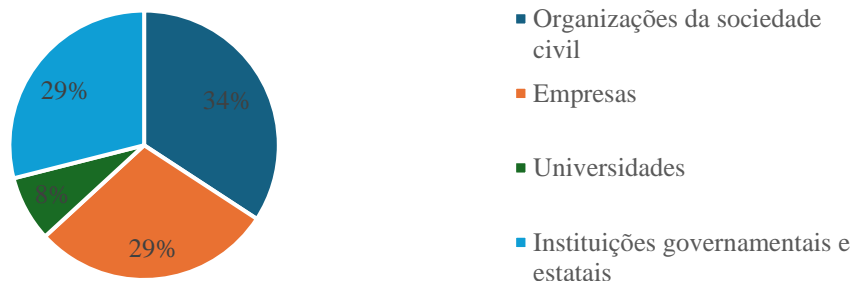 34%
29%
8%
29%
Organizações da sociedade
civil
Empresas
Universidades
Instituições governamentais e
estatais